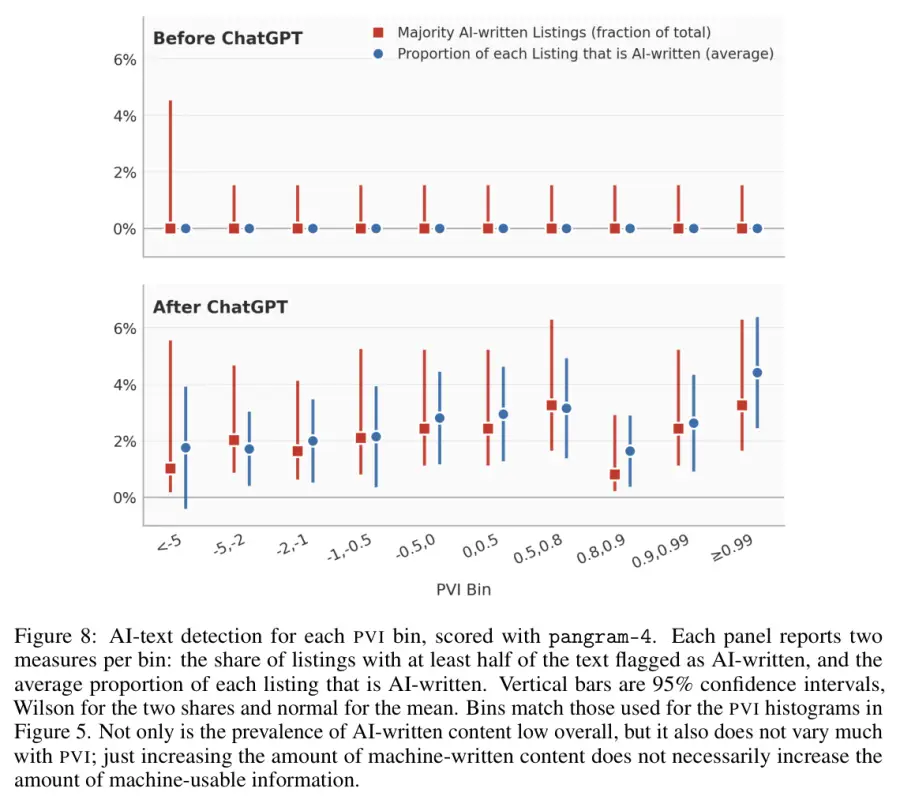 Before ChatGPT
Majority AI-written Listings (fraction of total)
Proportion of each Listing that is AI-written (average)
6%
4%
2%
0%
After ChatGPT
6%
4%
2%
0%
<-5
-5,-2
-2,-1
-1,-0.5
-0.5,0
0,0.5
0.5,0.8
0.8,0.9
0.9,0.99
≥0.99
PVI Bin
Figure 8: AI-text detection for each PVI bin, scored with pangram-4. Each panel reports two
measures per bin: the share of listings with at least half of the text flagged as AI-written, and the
average proportion of each listing that is AI-written. Vertical bars are 95% confidence intervals,
Wilson for the two shares and normal for the mean. Bins match those used for the PVI histograms in
Figure 5. Not only is the prevalence of AI-written content low overall, but it also does not vary much
with PVI; just increasing the amount of machine-written content does not necessarily increase the
amount of machine-usable information.